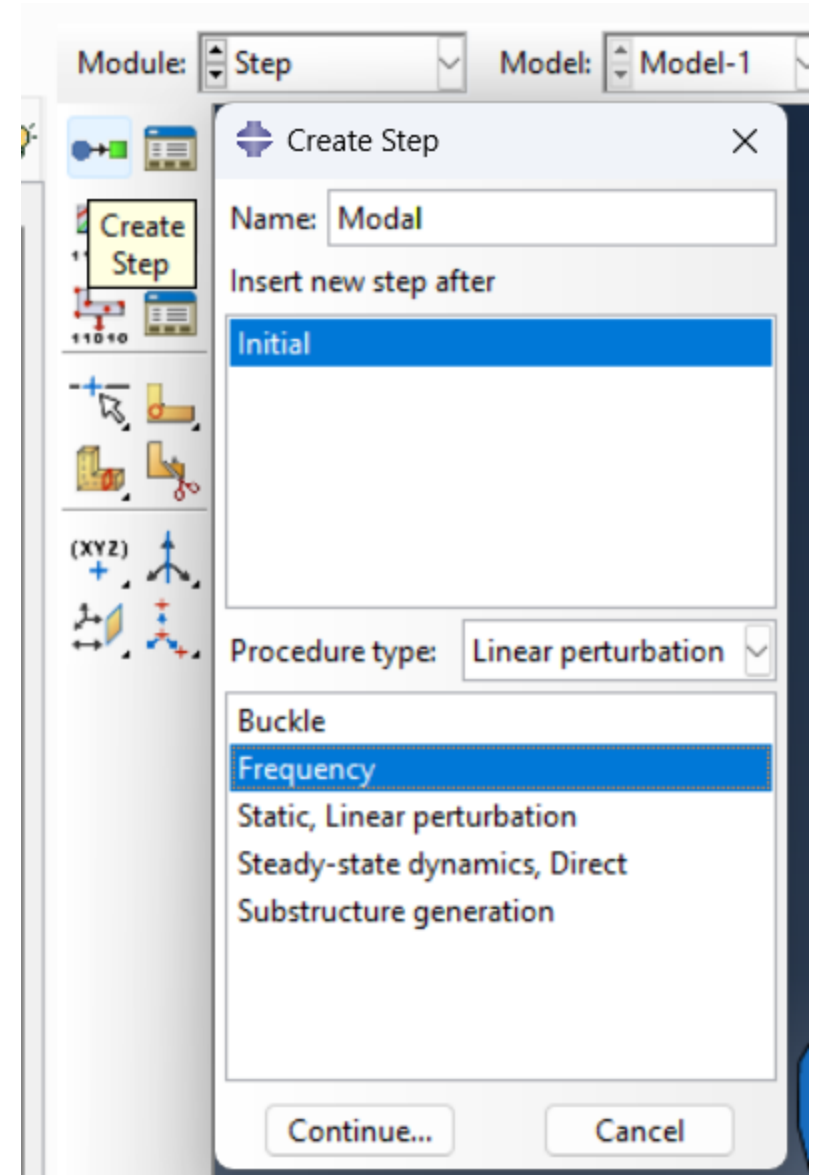 Module: Step Model: Model-1
Create Step
Name: Modal
Create
Step
Insert new step after
11010
Initial
(XYZ)
Procedure type: Linear perturbation
Buckle
Frequency
Static, Linear perturbation
Steady-state dynamics, Direct
Substructure generation
Continue... Cancel